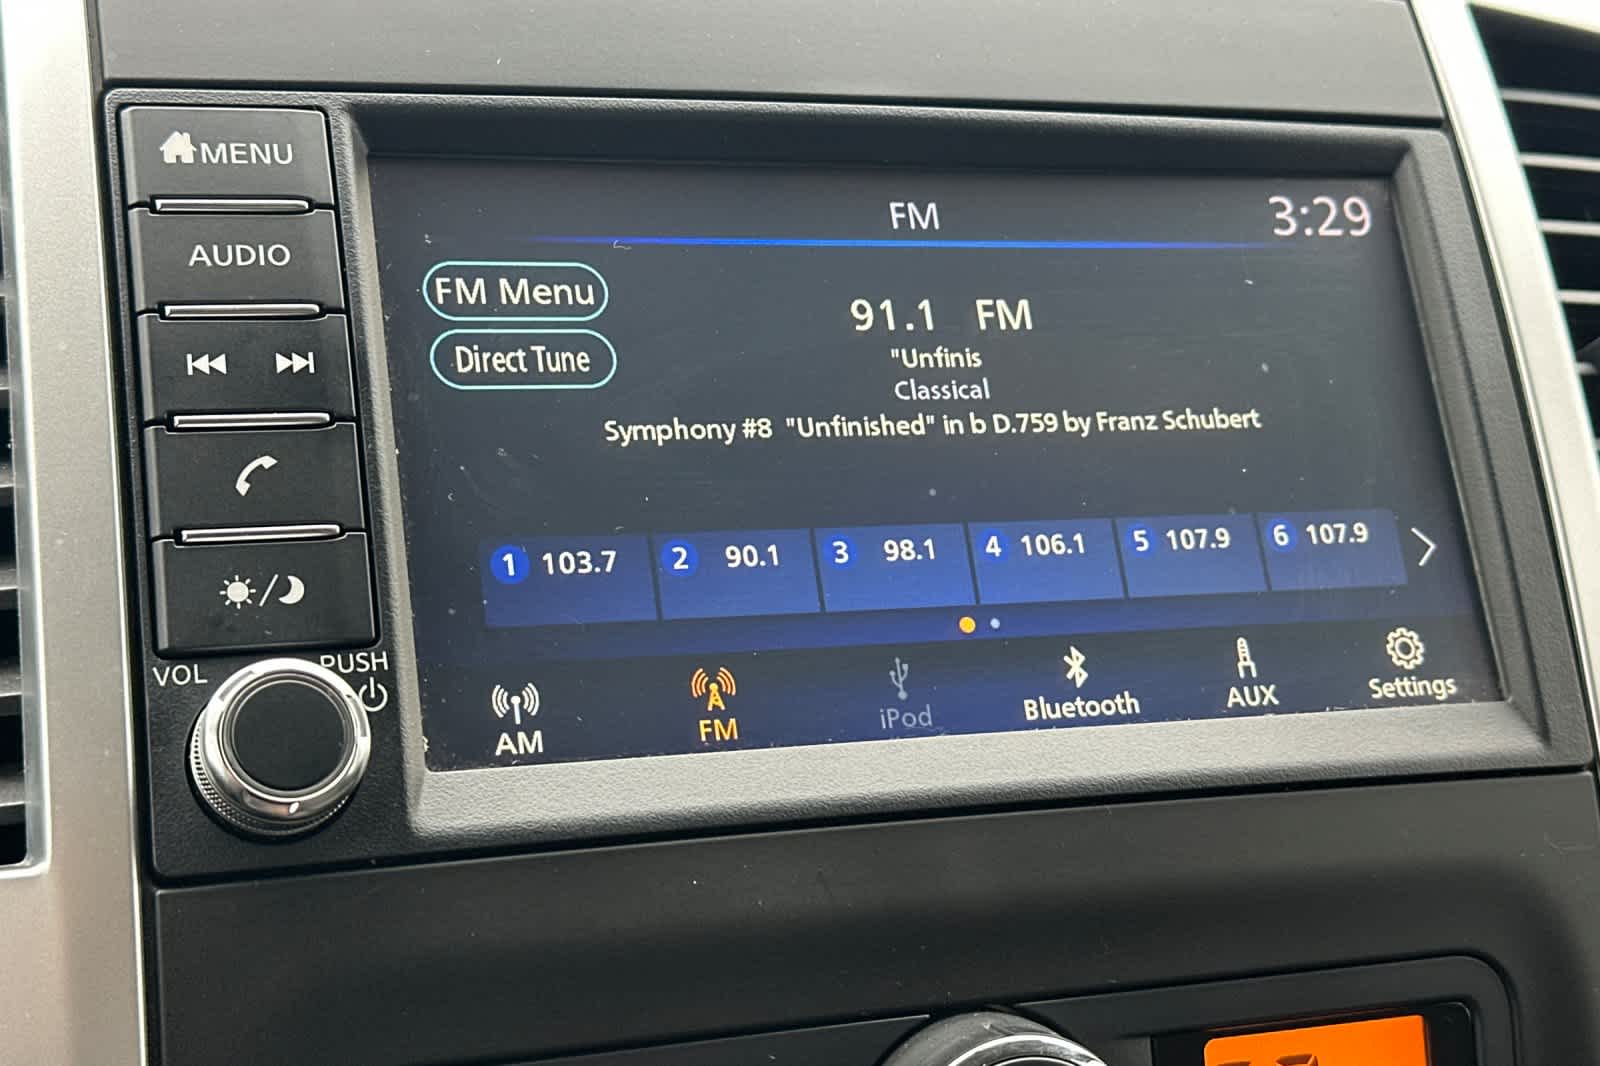 MENU
AUDIO
VOL
PUSH
FM
3:29
FM Menu
Direct Tune
91.1 FM
"Unfinis
Classical
Symphony #8 "Unfinished" in b D.759 by Franz Schubert
1 103.7
2 90.1
3 98.1
4 106.1
5 107.9
6 107.9
AM
FM
iPod
Bluetooth
AUX
Settings